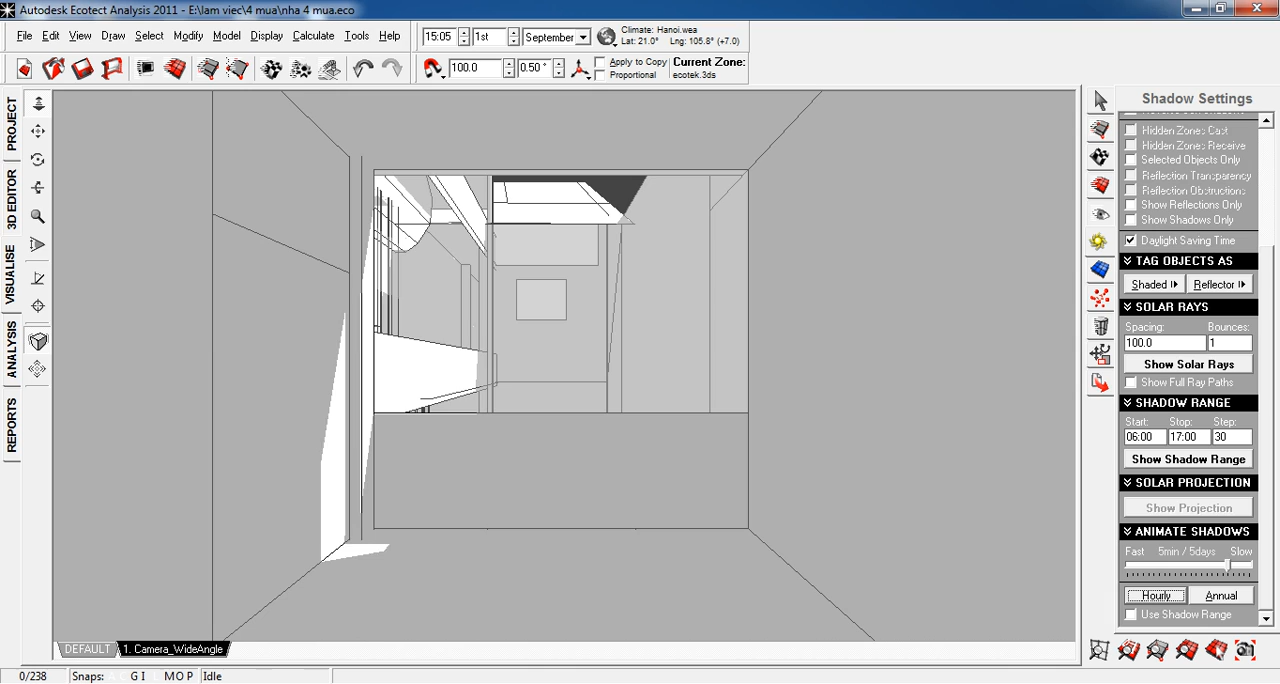 Autodesk Ecotect Analysis 2011 - E:\lam viec\4 mua\nha 4 mua.eco
File Edit View Draw Select Modify Model Display Calculate Tools Help
15:05 1st September
Climate: Hanoi.wea
Lat: 21.0° Lng: 105.8° (+7.0)
100.0 0.50 °
Apply to Copy
Proportional
Current Zone:
ecotek.3ds
PROJECT
3D EDITOR
VISUALISE
ANALYSIS
REPORTS
Shadow Settings
Hidden Zones Cast
Hidden Zones Receive
Selected Objects Only
Reflection Transparency
Reflection Obstructions
Show Reflections Only
Show Shadows Only
Daylight Saving Time
TAG OBJECTS AS
Shaded Reflector
SOLAR RAYS
Spacing: Bounces:
100.0 1
Show Solar Rays
Show Full Ray Paths
SHADOW RANGE
Start: Stop: Step:
06:00 17:00 30
Show Shadow Range
SOLAR PROJECTION
Show Projection
ANIMATE SHADOWS
Fast 5min / 5days Slow
Hourly Annual
Use Shadow Range
DEFAULT 1. Camera_WideAngle
0/238 Snaps: G I M O P Idle